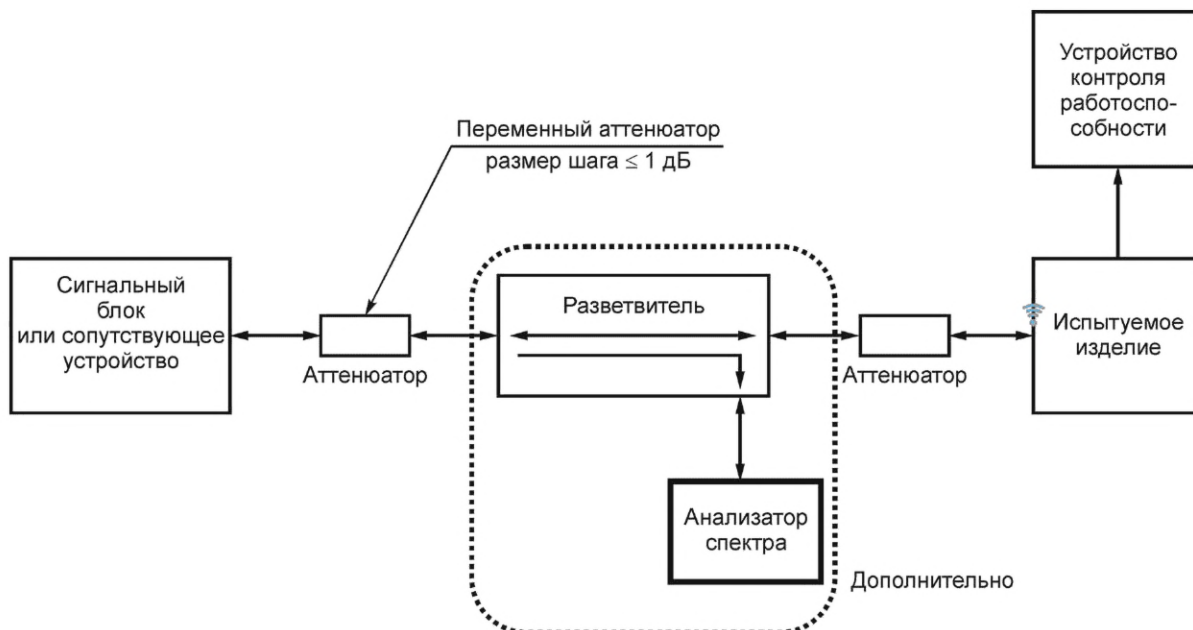 Устройство
контроля
работоспо-
собности
Переменный аттенюатор
размер шага ≤ 1 дБ
Сигнальный
блок
или сопутствующее
устройство
Аттенюатор
Разветвитель
Аттенюатор
Испытуемое
изделие
Анализатор
спектра
Дополнительно